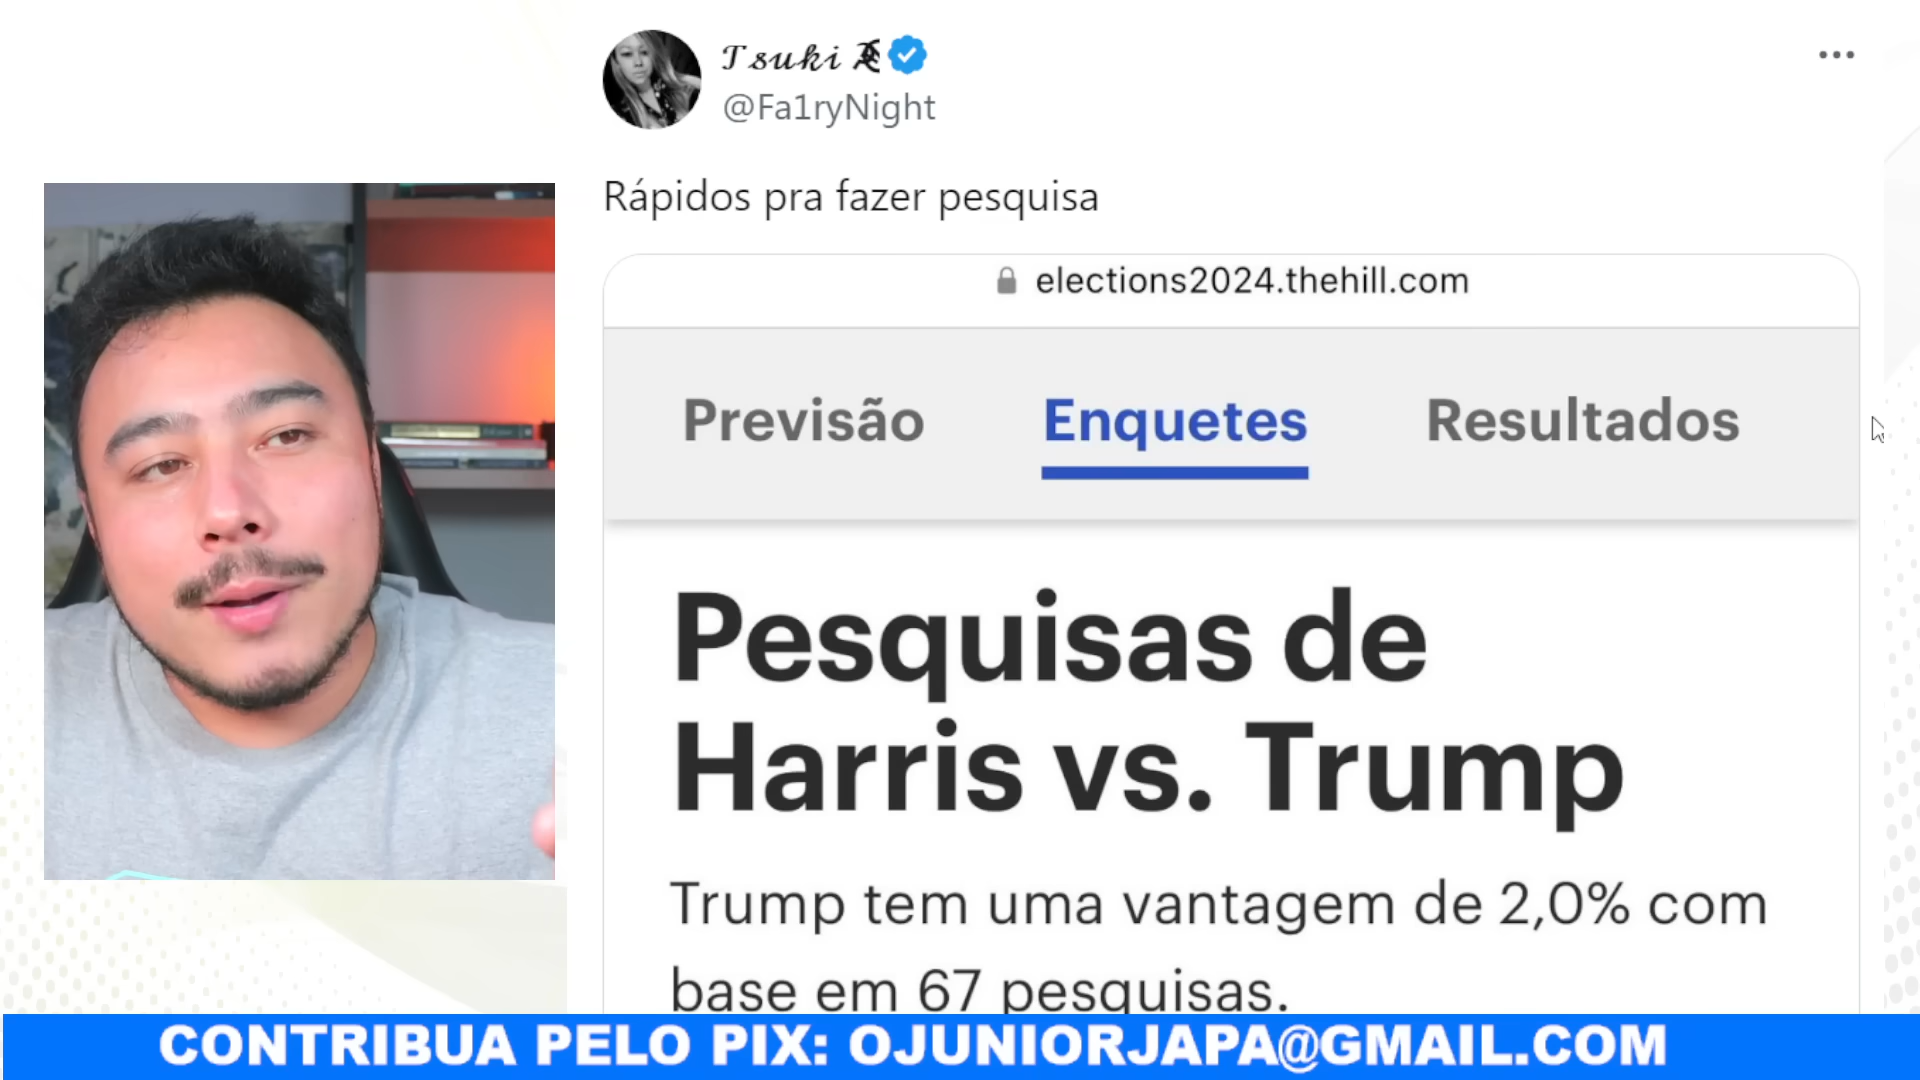 Tsuki
@Fa1ryNight
Rápidos pra fazer pesquisa
elections2024.thehill.com
Previsão Enquetes Resultados
Pesquisas de
Harris vs. Trump
Trump tem uma vantagem de 2,0% com
base em 67 pesquisas.
CONTRIBUA PELO PIX: OJUNIORJAPA@GMAIL.COM